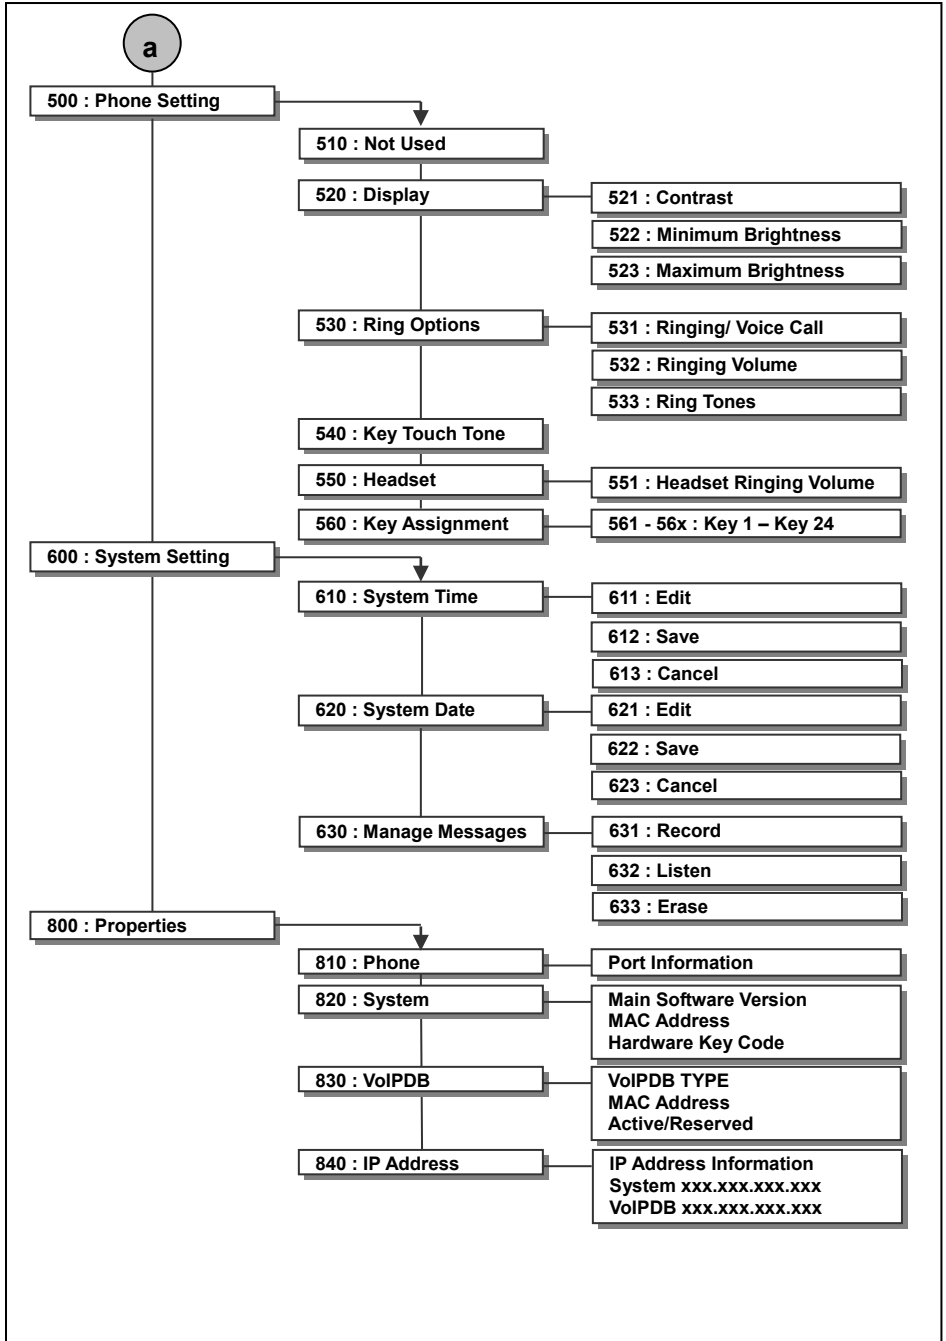 a
500 : Phone Setting
510 : Not Used
520 : Display
521 : Contrast
522 : Minimum Brightness
523 : Maximum Brightness
530 : Ring Options
531 : Ringing/ Voice Call
532 : Ringing Volume
533 : Ring Tones
540 : Key Touch Tone
550 : Headset
551 : Headset Ringing Volume
560 : Key Assignment
561 - 56x : Key 1 – Key 24
600 : System Setting
610 : System Time
611 : Edit
612 : Save
613 : Cancel
620 : System Date
621 : Edit
622 : Save
623 : Cancel
630 : Manage Messages
631 : Record
632 : Listen
633 : Erase
800 : Properties
810 : Phone
Port Information
820 : System
Main Software Version
MAC Address
Hardware Key Code
830 : VoIPDB
VoIPDB TYPE
MAC Address
Active/Reserved
840 : IP Address
IP Address Information
System xxx.xxx.xxx.xxx
VoIPDB xxx.xxx.xxx.xxx